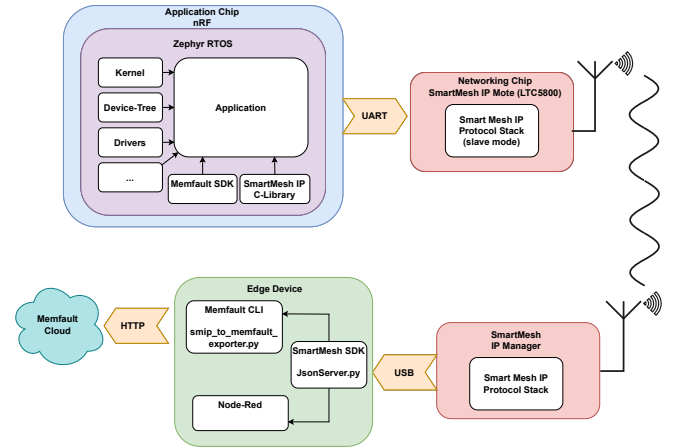 Application Chip
nRF
Zephyr RTOS
Kernel
Device-Tree
Drivers
...
Application
Memfault SDK
SmartMesh IP
C-Library
UART
Networking Chip
SmartMesh IP Mote (LTC5800)
Smart Mesh IP
Protocol Stack
(slave mode)
Memfault
Cloud
HTTP
Edge Device
Memfault CLI
smip_to_memfault_
exporter.py
SmartMesh SDK
JsonServer.py
Node-Red
USB
SmartMesh
IP Manager
Smart Mesh IP
Protocol Stack